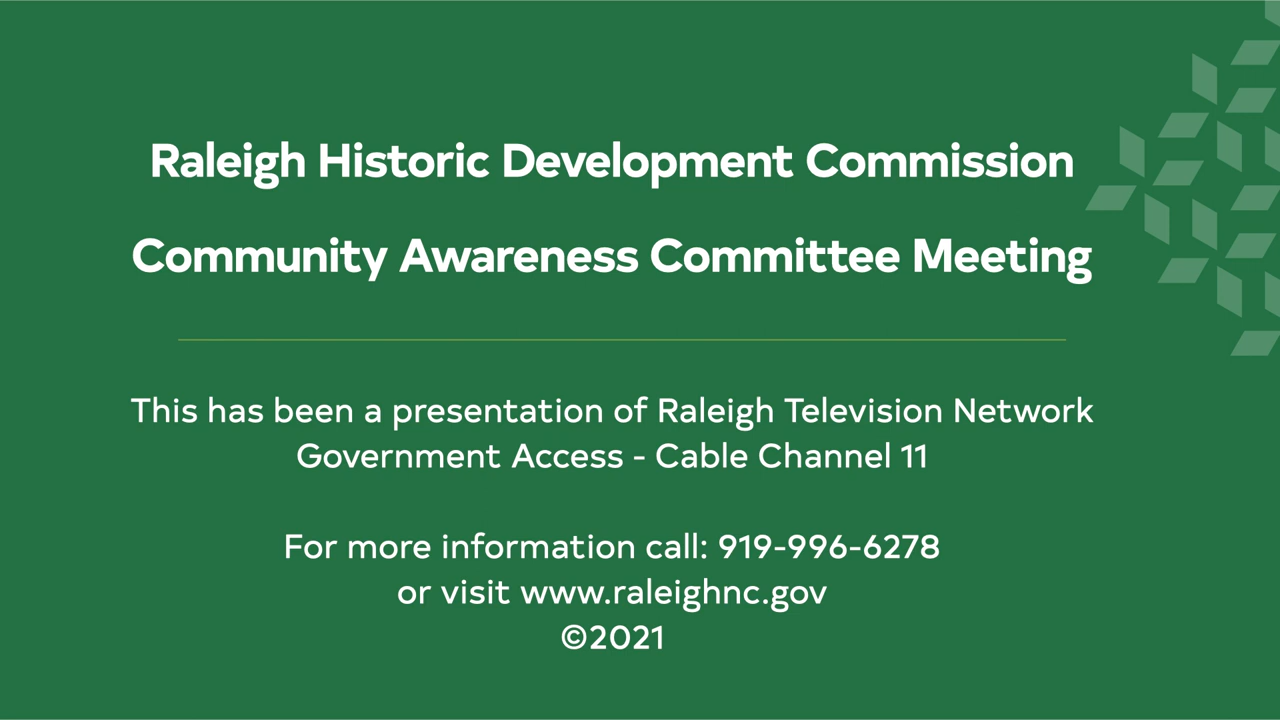 Raleigh Historic Development Commission
Community Awareness Committee Meeting
This has been a presentation of Raleigh Television Network
Government Access - Cable Channel 11
For more information call: 919-996-6278
or visit www.raleighnc.gov
©2021